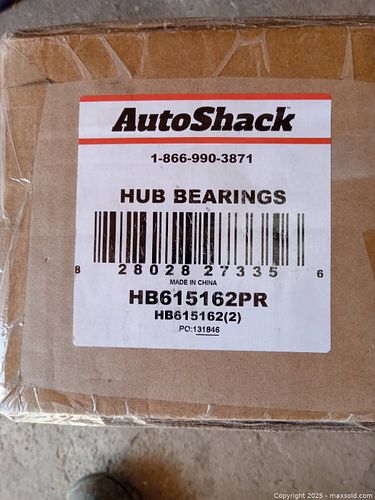 AutoShack
1-866-990-3871
HUB BEARINGS
8 28028 27335 6
MADE IN CHINA
HB615162PR
HB615162(2)
PO:131846
Copyright © 2025 - maxsold.com